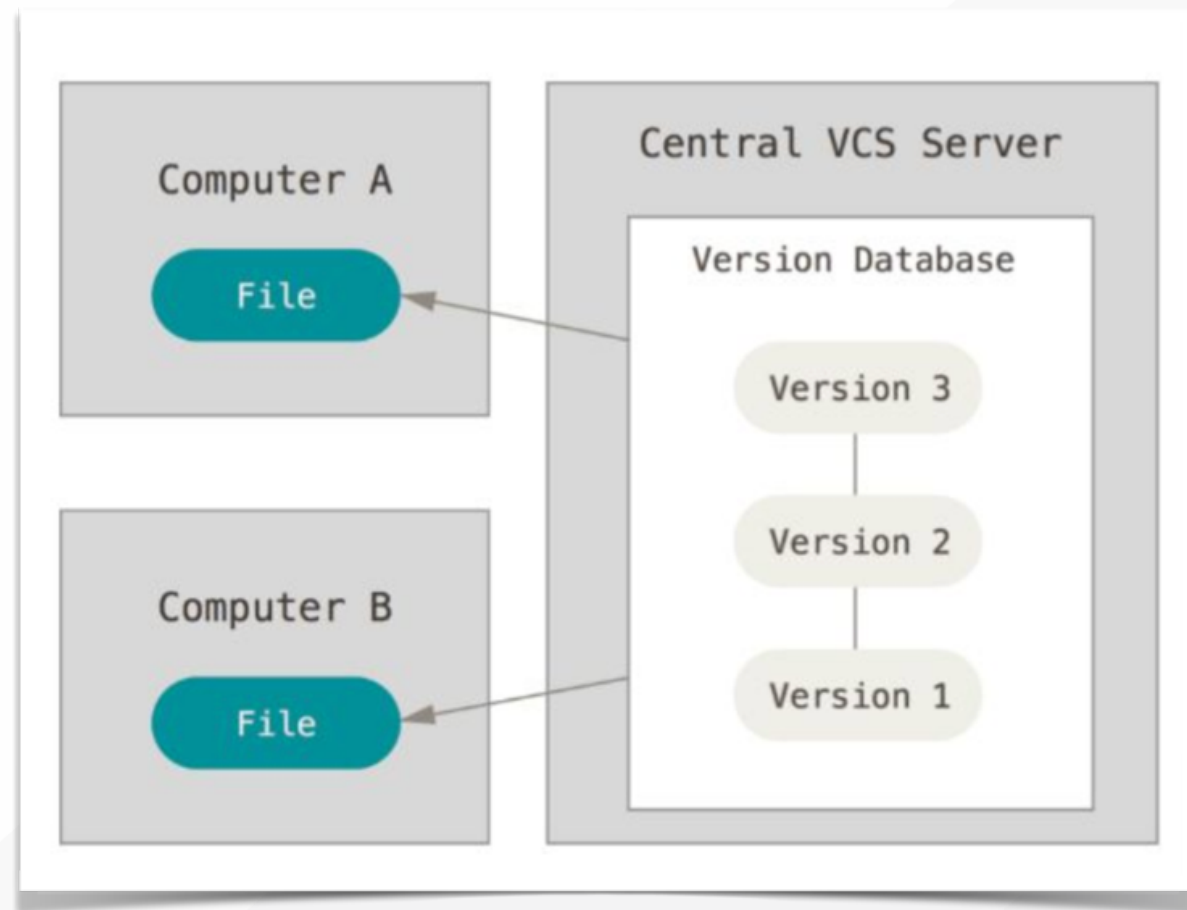 Computer A
File
Computer B
File
Central VCS Server
Version Database
Version 3
Version 2
Version 1